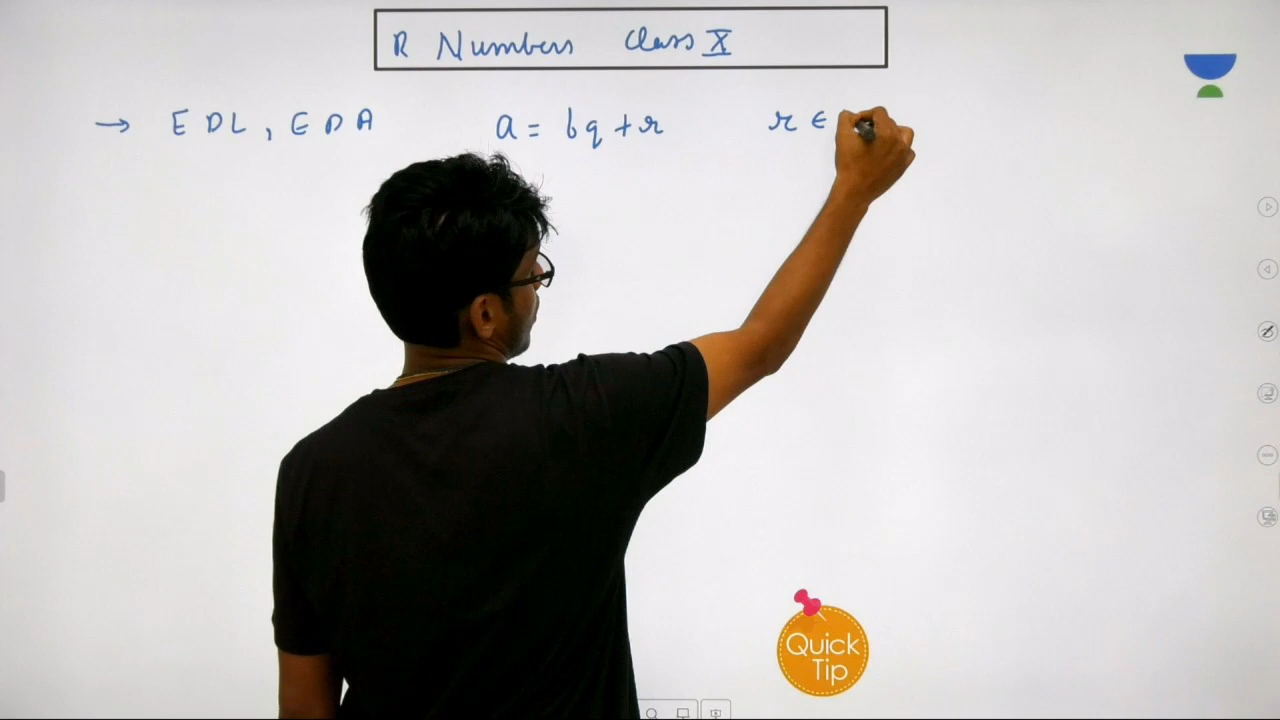 R Numbers Class X
→ EDL, EDA a = bq + r r ∈
Quick
Tip